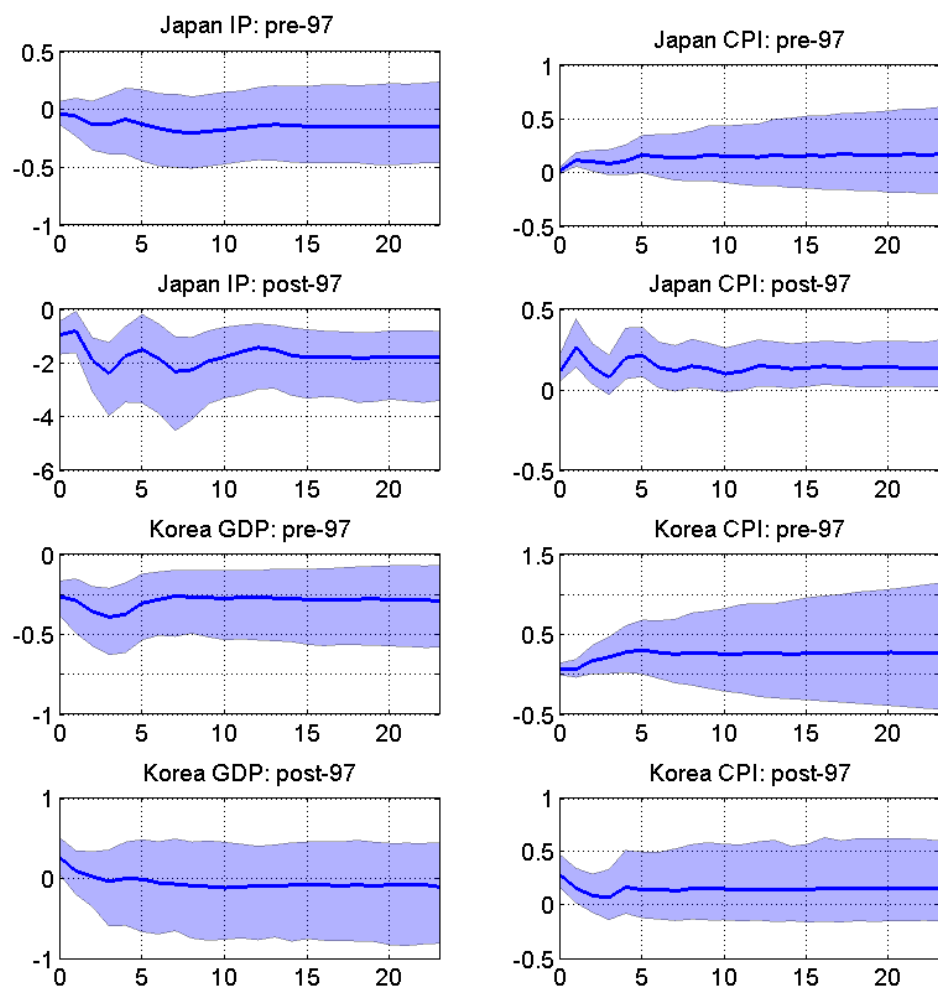 Japan IP: pre-97
0.5
0
-0.5
-1
0 5 10 15 20
Japan CPI: pre-97
1
0.5
0
-0.5
0 5 10 15 20
Japan IP: post-97
0
-2
-4
-6
0 5 10 15 20
Japan CPI: post-97
0.5
0
-0.5
0 5 10 15 20
Korea GDP: pre-97
0
-0.5
-1
0 5 10 15 20
Korea CPI: pre-97
1.5
0.5
-0.5
0 5 10 15 20
Korea GDP: post-97
1
0
-1
0 5 10 15 20
Korea CPI: post-97
1
0.5
0
-0.5
0 5 10 15 20